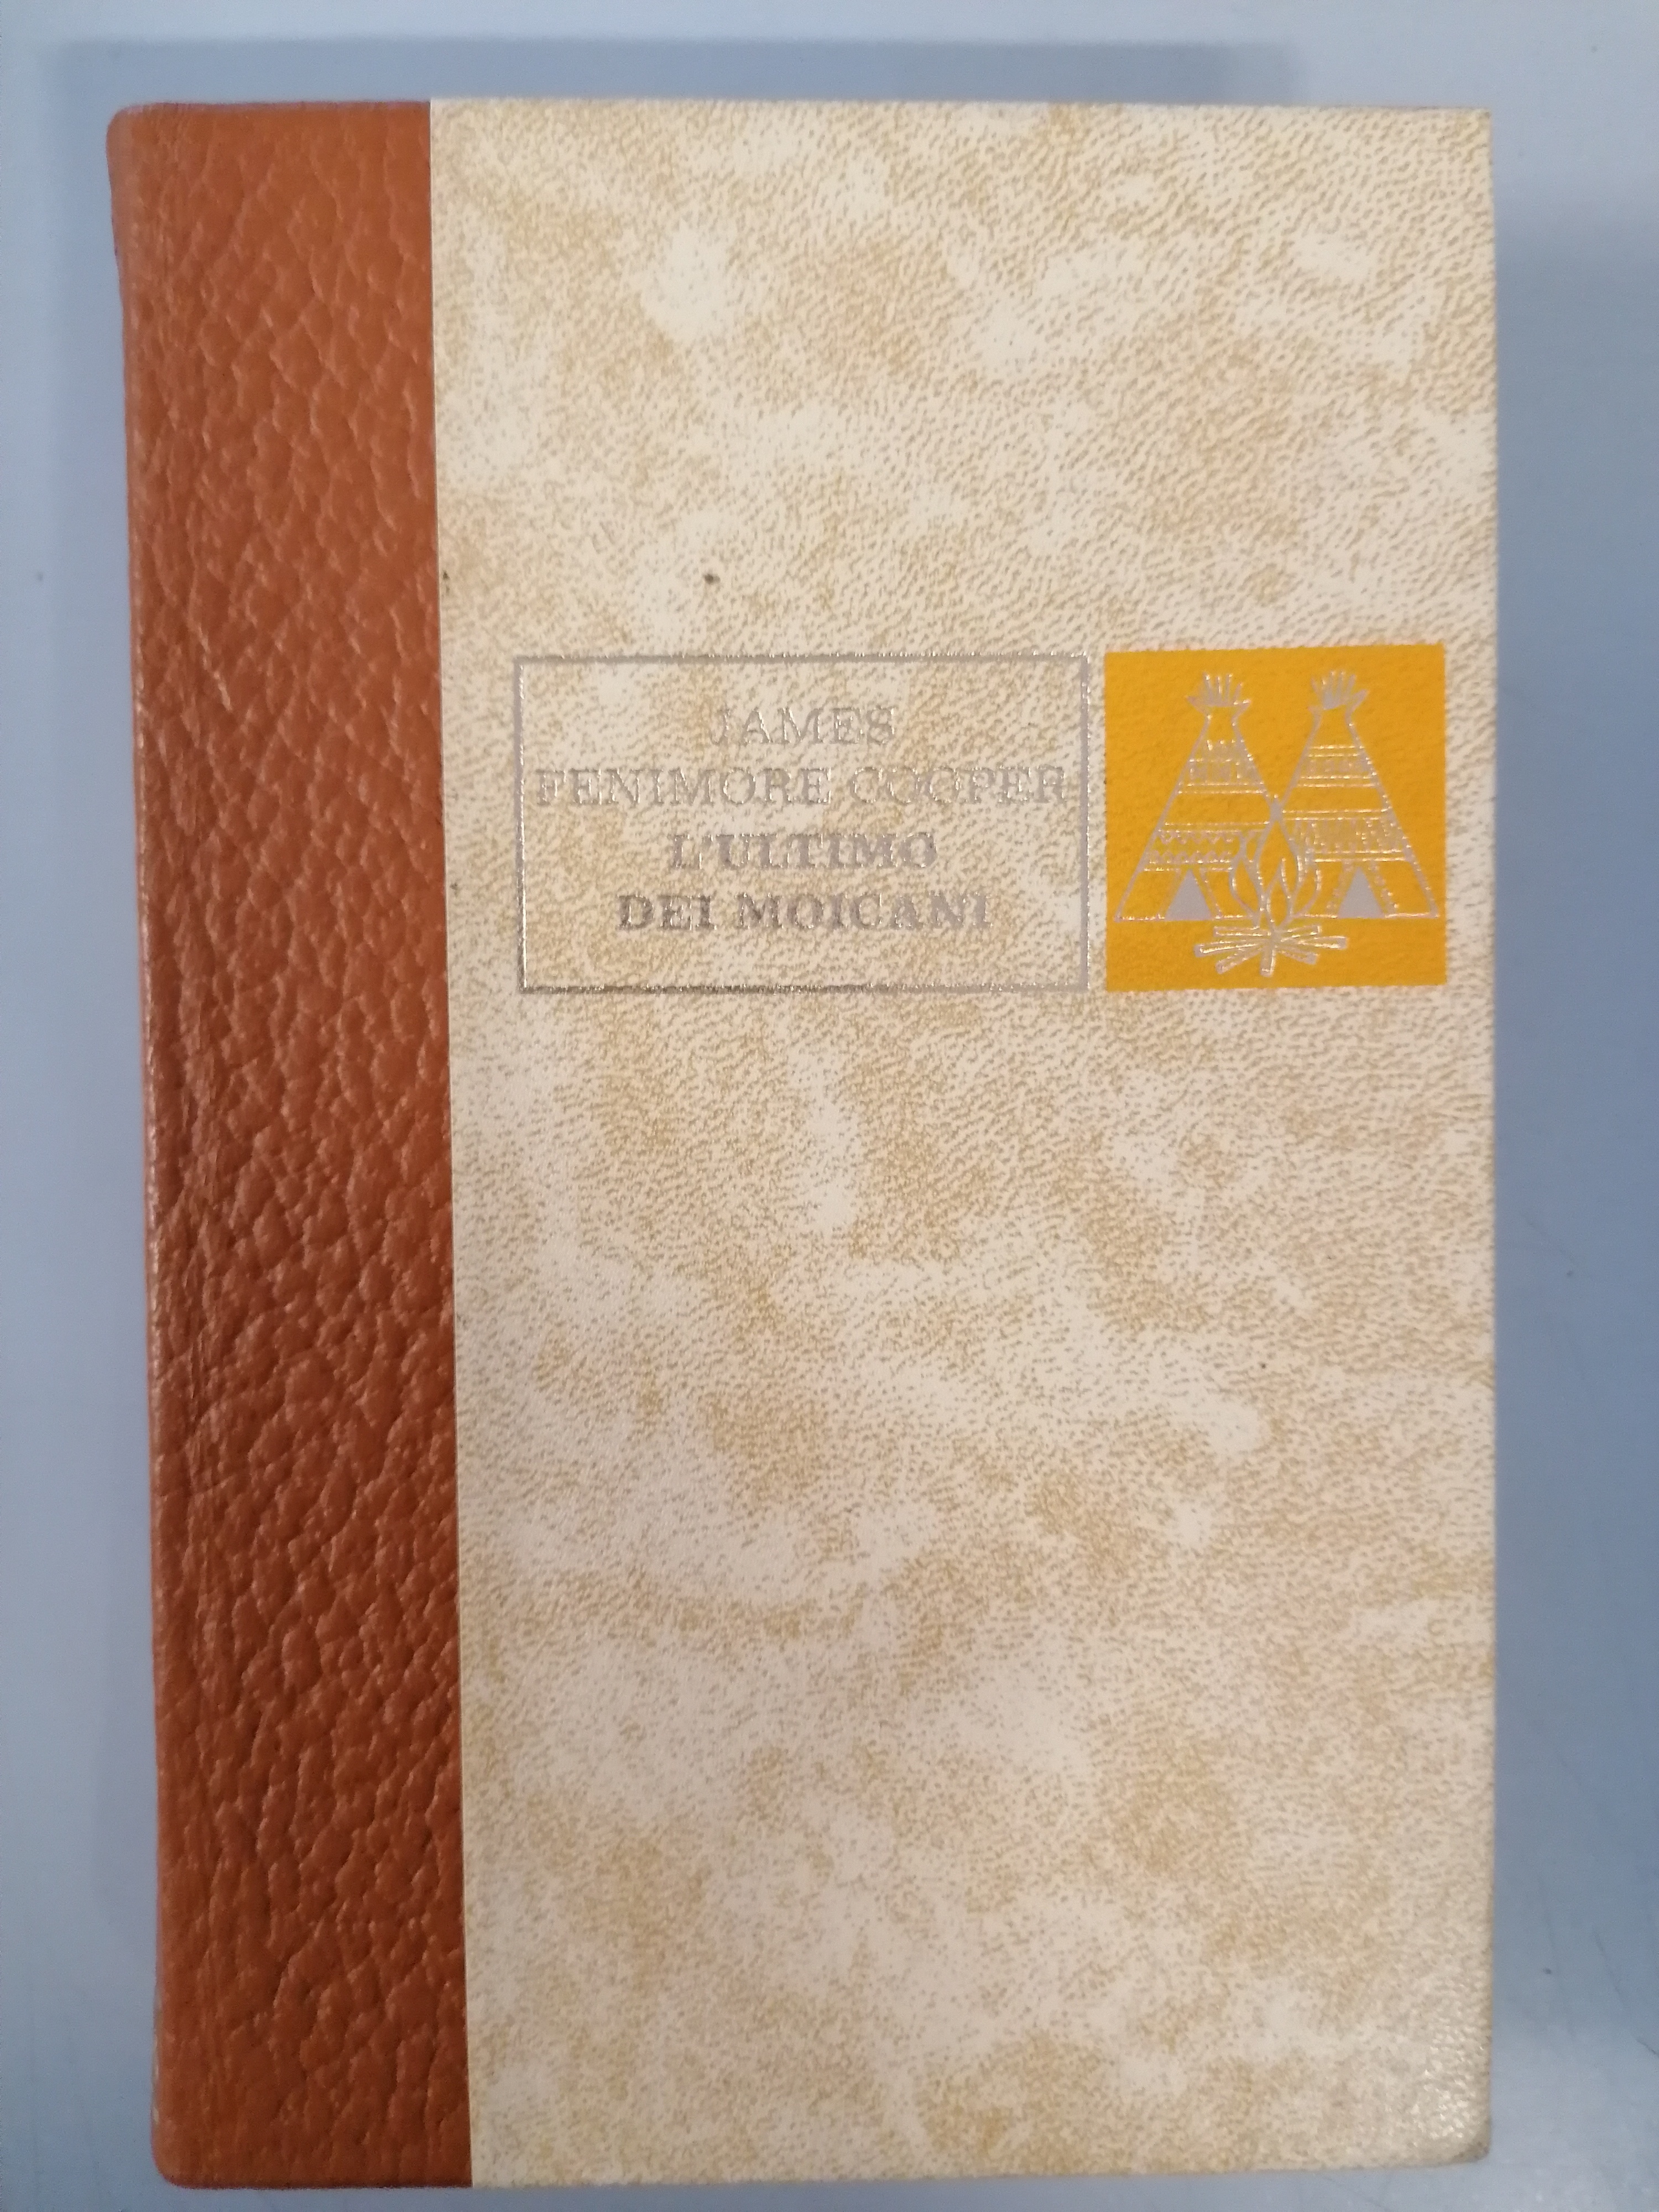 JAMES
FENIMORE COOPER
L'ULTIMO
DEI MOICANI